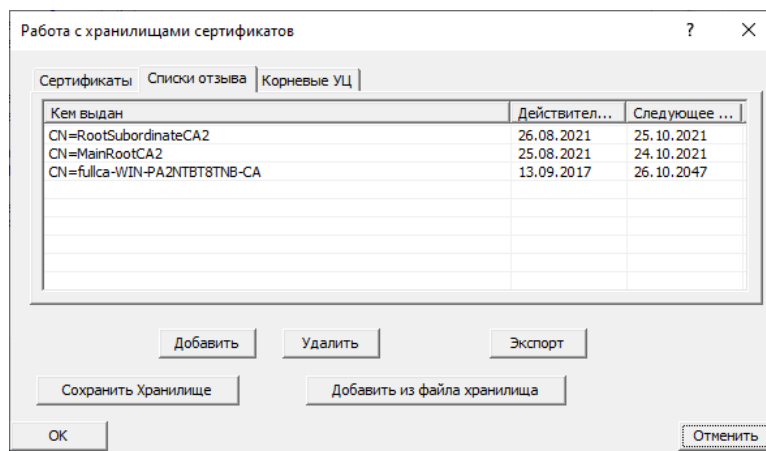 Работа с хранилищами сертификатов ? ×
Сертификаты Списки отзыва Корневые УЦ
Кем выдан Действител... Следующее ...
CN=RootSubordinateCA2 26.08.2021 25.10.2021
CN=MainRootCA2 25.08.2021 24.10.2021
CN=fullca-WIN-PA2NTBT8TNB-CA 13.09.2017 26.10.2047
Добавить Удалить Экспорт
Сохранить Хранилище Добавить из файла хранилища
OK Отменить